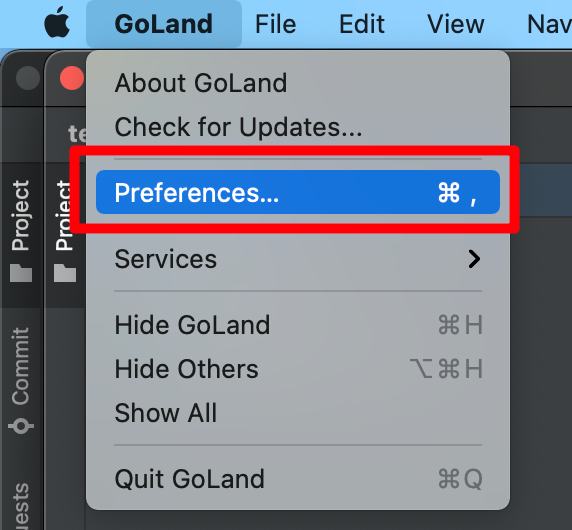 GoLand File Edit View Nav
About GoLand
Check for Updates...
te
Preferences... ⌘ ,
Project
Project
Services
Hide GoLand ⌘H
Commit
Hide Others ⌥⌘H
Show All
Quit GoLand ⌘Q
uests